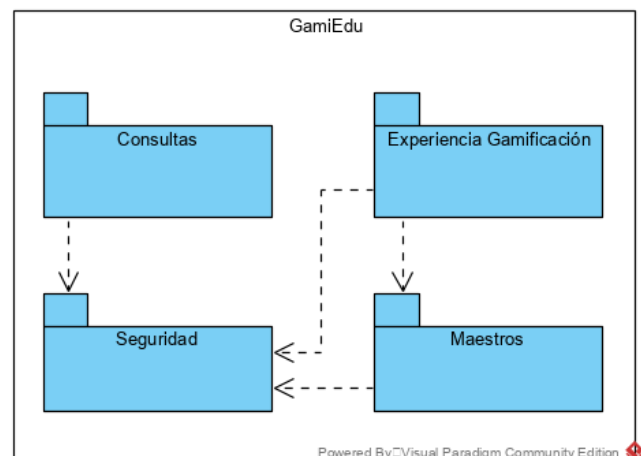 GamiEdu
Consultas
Experiencia Gamificación
Seguridad
Maestros
Powered By□Visual Paradigm Community Edition